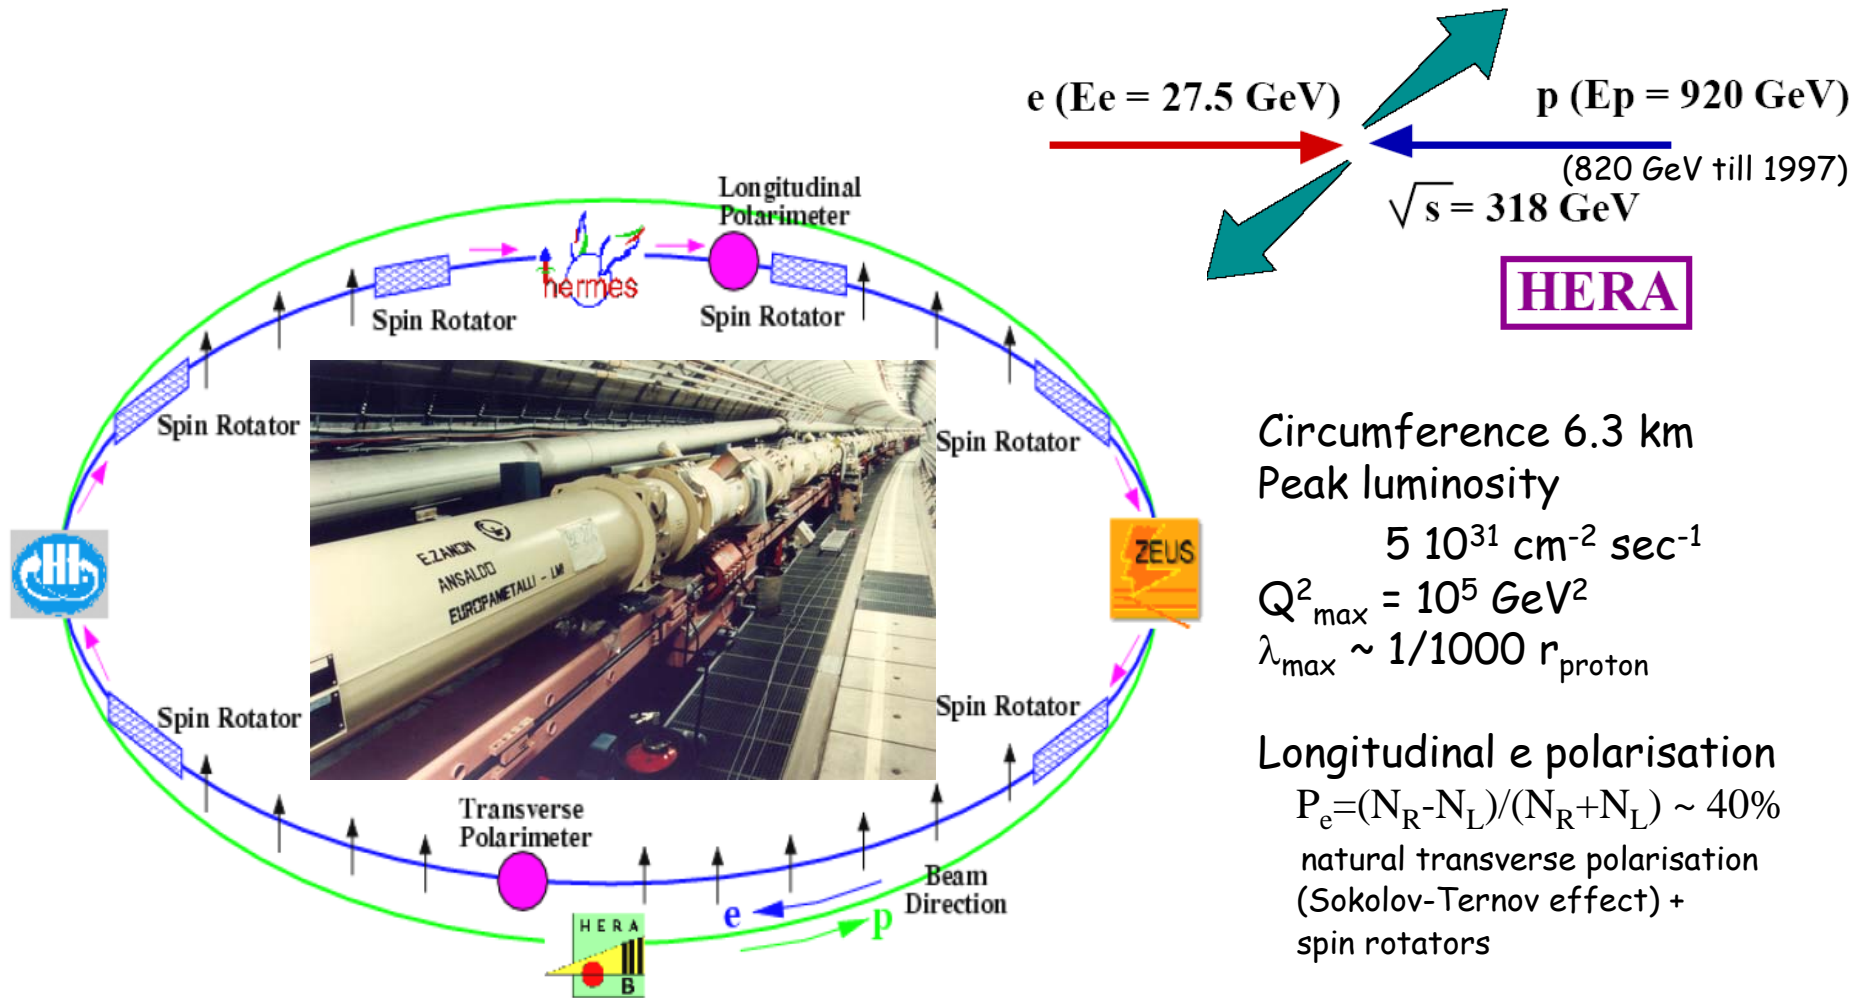 e (Ee = 27.5 GeV)
p (Ep = 920 GeV)
(820 GeV till 1997)
√s = 318 GeV
HERA
Longitudinal
Polarimeter
hermes
Spin Rotator
Spin Rotator
Spin Rotator
Spin Rotator
E.ZANON
ANSALDO
EUROPAMETALLI - LMI
H1
ZEUS
Spin Rotator
Spin Rotator
Transverse
Polarimeter
Beam
Direction
e
p
HERA
B
Circumference 6.3 km
Peak luminosity
5 10³¹ cm⁻² sec⁻¹
Q²max = 10⁵ GeV²
λmax ~ 1/1000 rproton
Longitudinal e polarisation
Pe=(NR-NL)/(NR+NL) ~ 40%
natural transverse polarisation
(Sokolov-Ternov effect) +
spin rotators